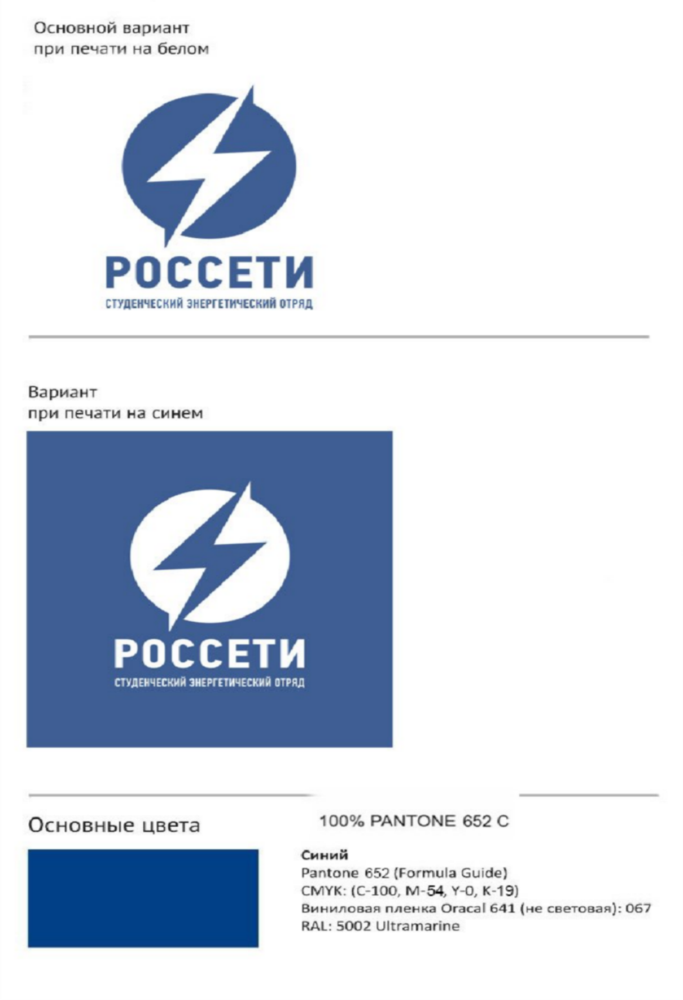 Основной вариант
при печати на белом
РОССЕТИ
СТУДЕНЧЕСКИЙ ЭНЕРГЕТИЧЕСКИЙ ОТРЯД
Вариант
при печати на синем
РОССЕТИ
СТУДЕНЧЕСКИЙ ЭНЕРГЕТИЧЕСКИЙ ОТРЯД
Основные цвета
100% PANTONE 652 C
Синий
Pantone 652 (Formula Guide)
CMYK: (C-100, M-54, Y-0, K-19)
Виниловая пленка Oracal 641 (не световая): 067
RAL: 5002 Ultramarine